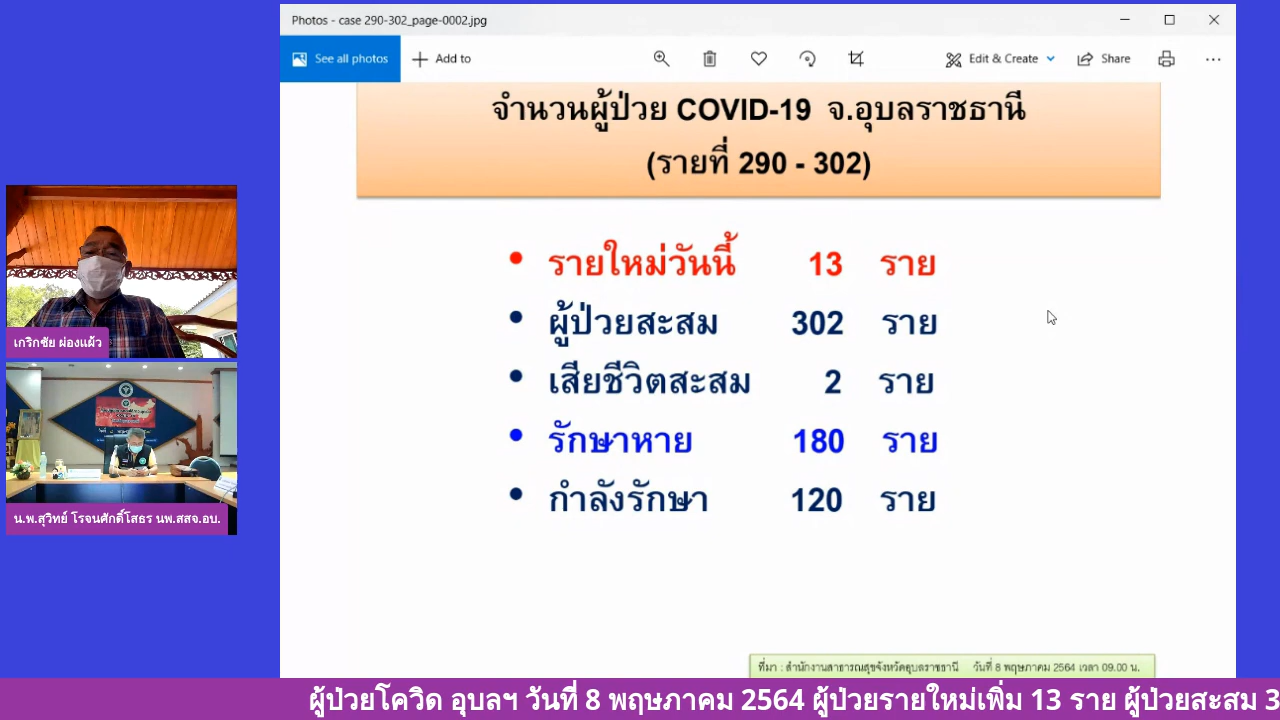 Photos - case 290-302_page-0002.jpg
See all photos
Add to
Edit & Create
Share
จำนวนผู้ป่วย COVID-19 จ.อุบลราชธานี
(รายที่ 290 - 302)
• รายใหม่วันนี้ 13 ราย
• ผู้ป่วยสะสม 302 ราย
• เสียชีวิตสะสม 2 ราย
• รักษาหาย 180 ราย
• กำลังรักษา 120 ราย
ที่มา : สำนักงานสาธารณสุขจังหวัดอุบลราชธานี วันที่ 8 พฤษภาคม 2564 เวลา 09.00 น.
เกริกชัย ผ่องแผ้ว
น.พ.สุวิทย์ โรจนศักดิ์โสธร นพ.สสจ.อบ.
ผู้ป่วยโควิด อุบลฯ วันที่ 8 พฤษภาคม 2564 ผู้ป่วยรายใหม่เพิ่ม 13 ราย ผู้ป่วยสะสม 3